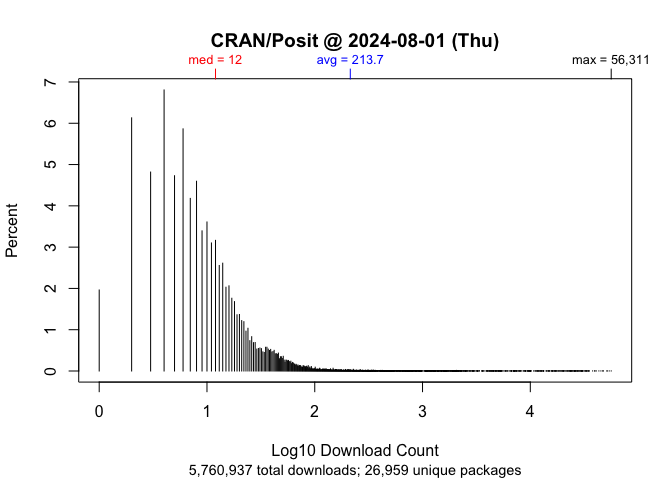 CRAN/Posit @ 2024-08-01 (Thu)
med = 12 avg = 213.7 max = 56,311
Percent
7
6
5
4
3
2
1
0
0 1 2 3 4
Log10 Download Count
5,760,937 total downloads; 26,959 unique packages